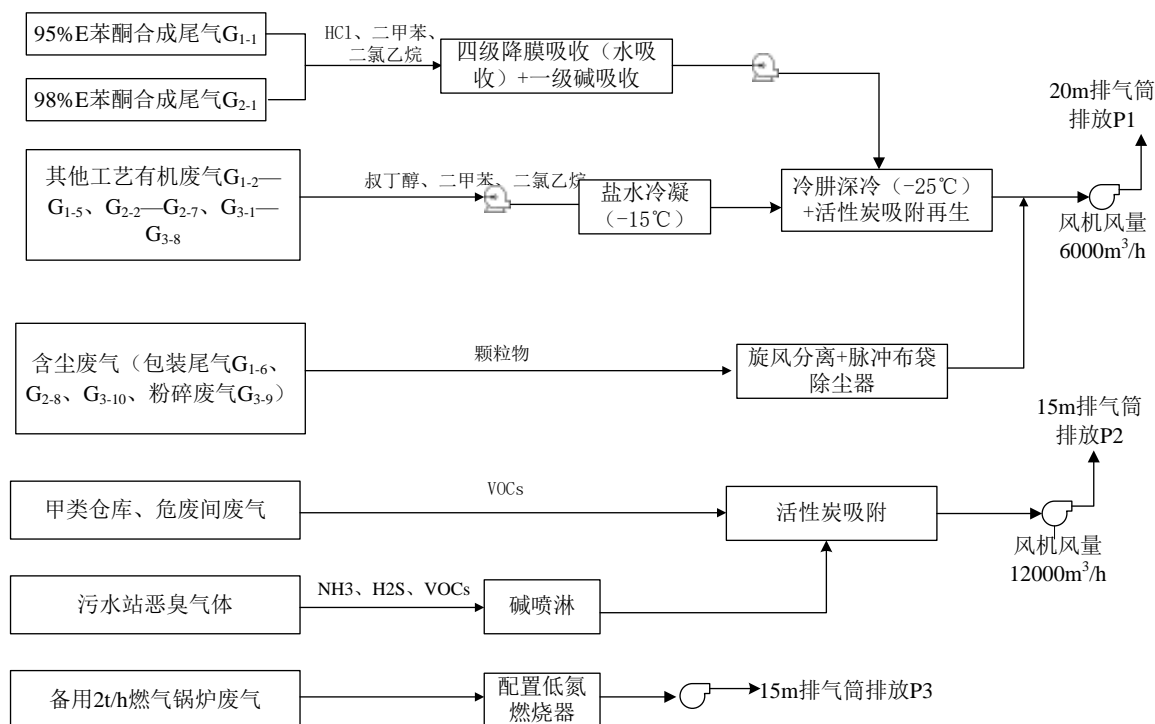 95%E苯酮合成尾气G1-1
98%E苯酮合成尾气G2-1
HCl、二甲苯、
二氯乙烷
四级降膜吸收（水吸
收）+一级碱吸收
20m排气筒
排放P1
其他工艺有机废气G1-2—
G1-5、G2-2—G2-7、G3-1—
G3-8
叔丁醇、二甲苯、二氯乙烷
盐水冷凝
（-15℃）
冷肼深冷（-25℃）
+活性炭吸附再生
风机风量
6000m³/h
含尘废气（包装尾气G1-6、
G2-8、G3-10、粉碎废气G3-9）
颗粒物
旋风分离+脉冲布袋
除尘器
15m排气筒
排放P2
甲类仓库、危废间废气
VOCs
活性炭吸附
风机风量
12000m³/h
污水站恶臭气体
NH3、H2S、VOCs
碱喷淋
备用2t/h燃气锅炉废气
配置低氮
燃烧器
15m排气筒排放P3